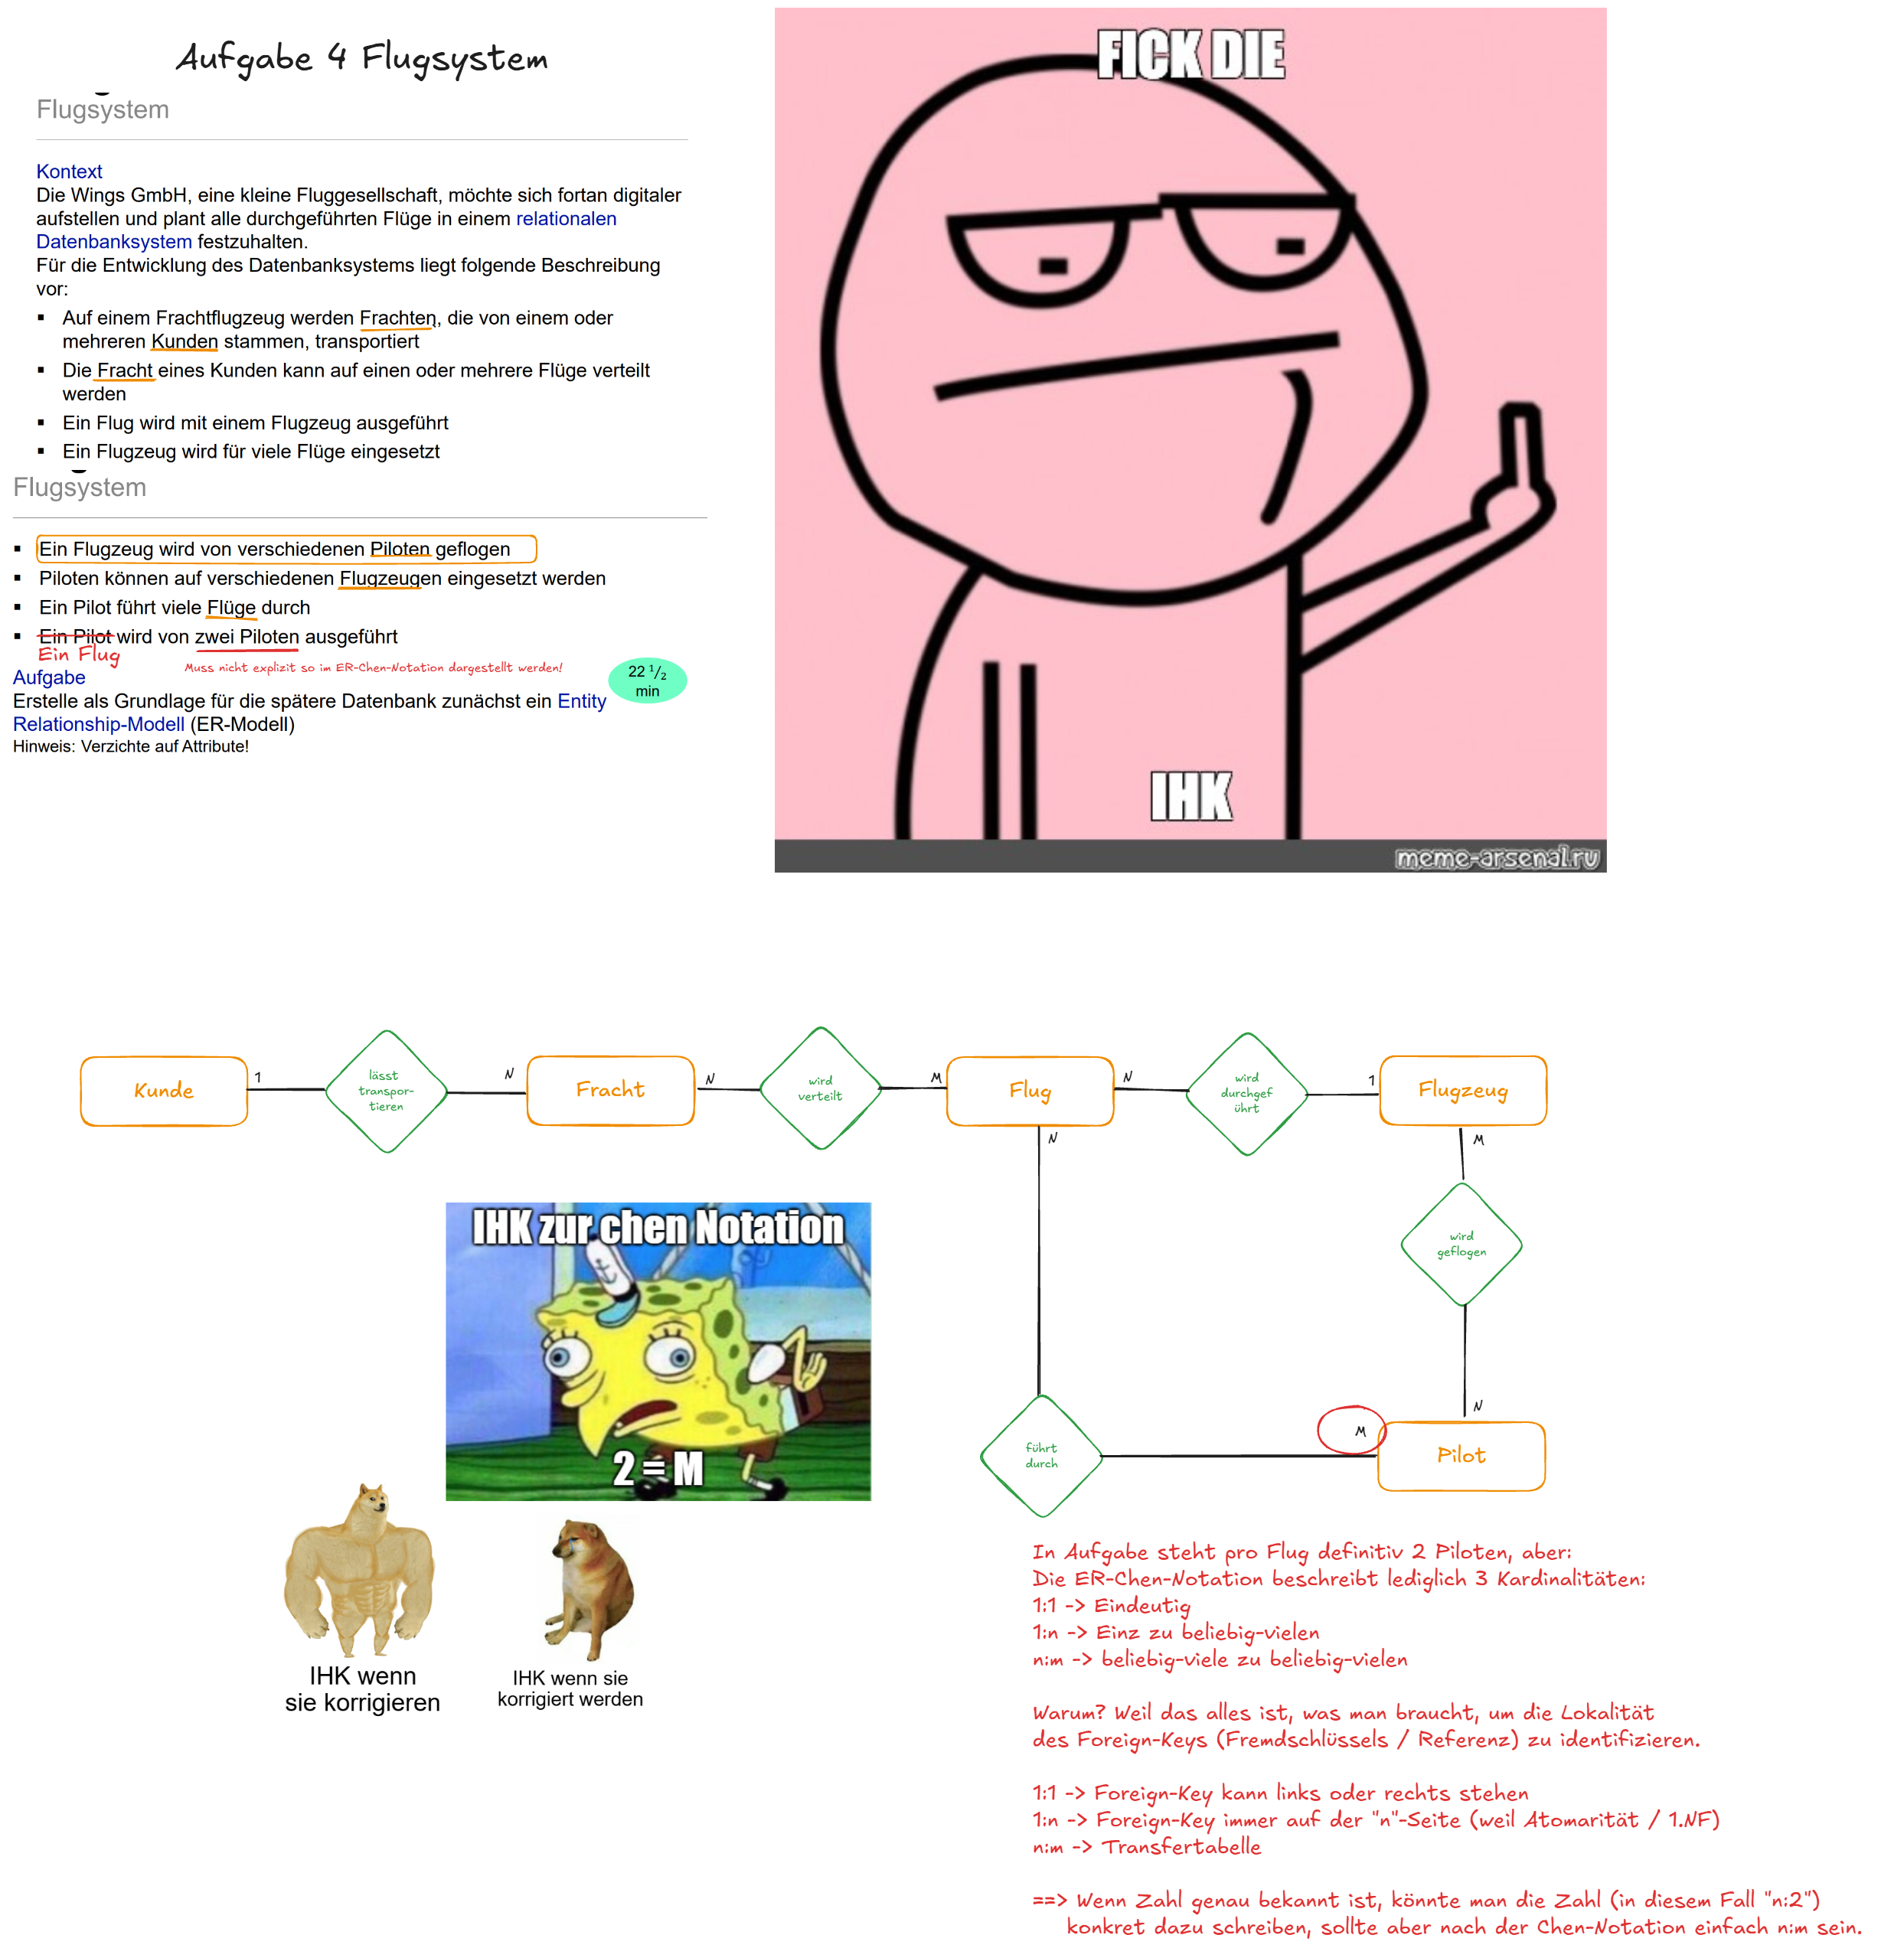 Aufgabe 4 Flugsystem
Flugsystem
Kontext
Die Wings GmbH, eine kleine Fluggesellschaft, möchte sich fortan digitaler
aufstellen und plant alle durchgeführten Flüge in einem relationalen
Datenbanksystem festzuhalten.
Für die Entwicklung des Datenbanksystems liegt folgende Beschreibung
vor:
▪ Auf einem Frachtflugzeug werden Frachten, die von einem oder
mehreren Kunden stammen, transportiert
▪ Die Fracht eines Kunden kann auf einen oder mehrere Flüge verteilt
werden
▪ Ein Flug wird mit einem Flugzeug ausgeführt
▪ Ein Flugzeug wird für viele Flüge eingesetzt
Flugsystem
▪ Ein Flugzeug wird von verschiedenen Piloten geflogen
▪ Piloten können auf verschiedenen Flugzeugen eingesetzt werden
▪ Ein Pilot führt viele Flüge durch
▪ Ein Pilot wird von zwei Piloten ausgeführt
Ein Flug
Muss nicht explizit so im ER-Chen-Notation dargestellt werden!
22 1/2
min
Aufgabe
Erstelle als Grundlage für die spätere Datenbank zunächst ein Entity
Relationship-Modell (ER-Modell)
Hinweis: Verzichte auf Attribute!
FICK DIE
IHK
meme-arsenal.ru
Kunde
1
lässt
transpor-
tieren
N
Fracht
N
wird
verteilt
M
Flug
N
wird
durchgef
ührt
1
Flugzeug
N
M
wird
geflogen
N
führt
durch
M
Pilot
IHK zur chen Notation
2 = M
IHK wenn
sie korrigieren
IHK wenn sie
korrigiert werden
In Aufgabe steht pro Flug definitiv 2 Piloten, aber:
Die ER-Chen-Notation beschreibt lediglich 3 Kardinalitäten:
1:1 -> Eindeutig
1:n -> Einz zu beliebig-vielen
n:m -> beliebig-viele zu beliebig-vielen
Warum? Weil das alles ist, was man braucht, um die Lokalität
des Foreign-Keys (Fremdschlüssels / Referenz) zu identifizieren.
1:1 -> Foreign-Key kann links oder rechts stehen
1:n -> Foreign-Key immer auf der "n"-Seite (weil Atomarität / 1.NF)
n:m -> Transfertabelle
==> Wenn Zahl genau bekannt ist, könnte man die Zahl (in diesem Fall "n:2")
konkret dazu schreiben, sollte aber nach der Chen-Notation einfach n:m sein.